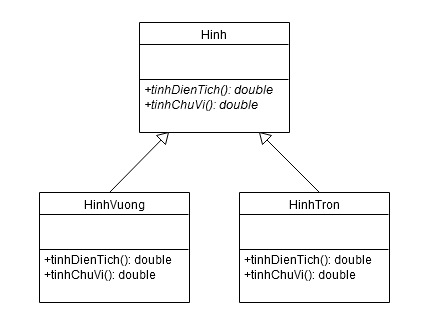 Hinh
+tinhDienTich(): double
+tinhChuVi(): double
HinhVuong
+tinhDienTich(): double
+tinhChuVi(): double
HinhTron
+tinhDienTich(): double
+tinhChuVi(): double